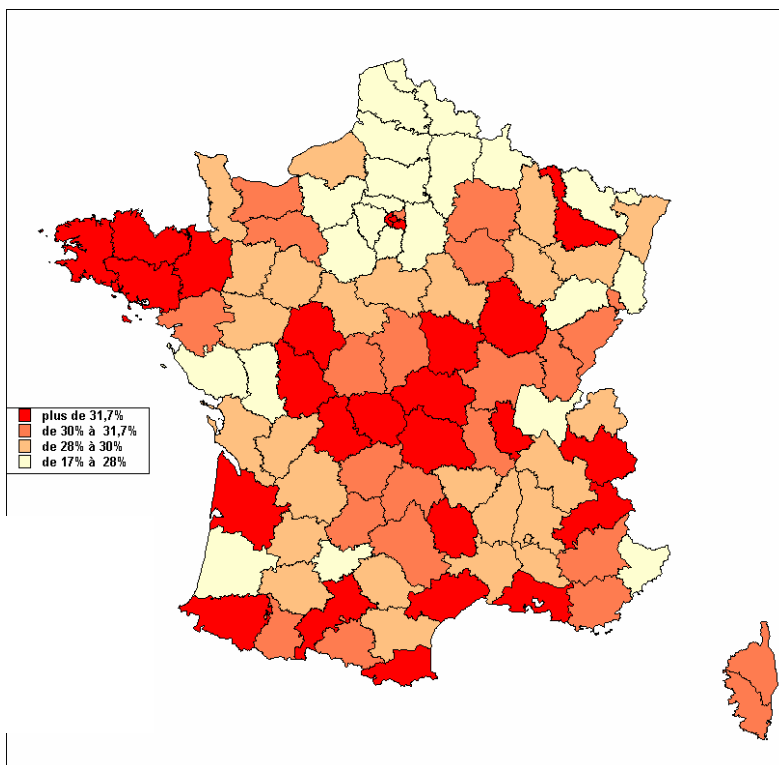 plus de 31,7%
de 30% à 31,7%
de 28% à 30%
de 17% à 28%